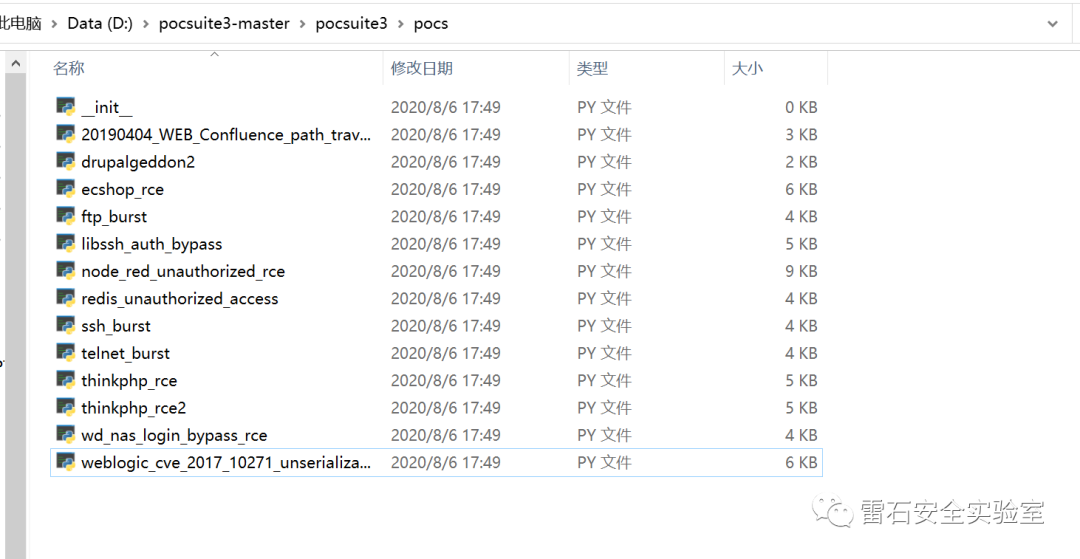 此电脑 > Data (D:) > pocsuite3-master > pocsuite3 > pocs
名称 修改日期 类型 大小
__init__ 2020/8/6 17:49 PY 文件 0 KB
20190404_WEB_Confluence_path_trav... 2020/8/6 17:49 PY 文件 3 KB
drupalgeddon2 2020/8/6 17:49 PY 文件 2 KB
ecshop_rce 2020/8/6 17:49 PY 文件 6 KB
ftp_burst 2020/8/6 17:49 PY 文件 4 KB
libssh_auth_bypass 2020/8/6 17:49 PY 文件 5 KB
node_red_unauthorized_rce 2020/8/6 17:49 PY 文件 9 KB
redis_unauthorized_access 2020/8/6 17:49 PY 文件 4 KB
ssh_burst 2020/8/6 17:49 PY 文件 4 KB
telnet_burst 2020/8/6 17:49 PY 文件 4 KB
thinkphp_rce 2020/8/6 17:49 PY 文件 5 KB
thinkphp_rce2 2020/8/6 17:49 PY 文件 5 KB
wd_nas_login_bypass_rce 2020/8/6 17:49 PY 文件 4 KB
weblogic_cve_2017_10271_unserializa... 2020/8/6 17:49 PY 文件 6 KB
雷石安全实验室